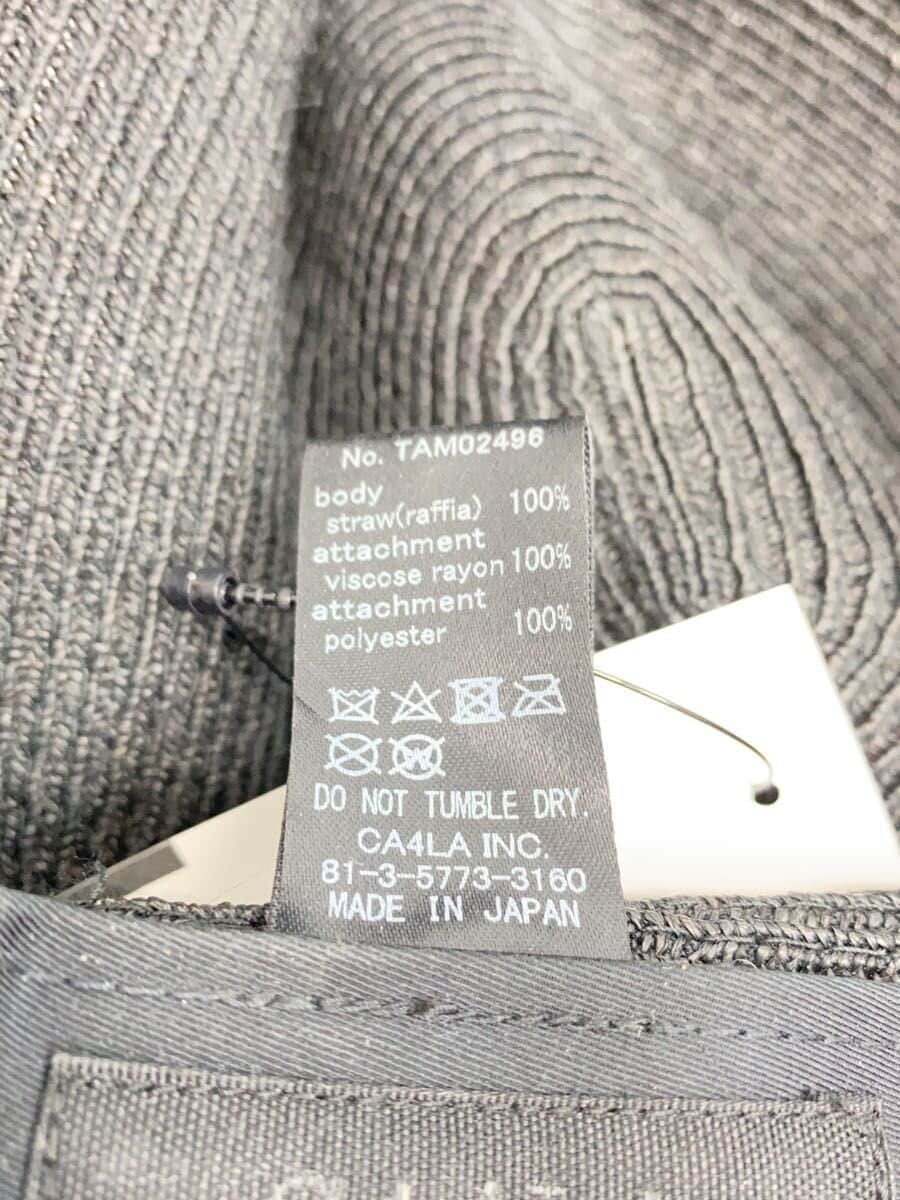 No. TAM02496
body
straw(raffia) 100%
attachment
viscose rayon 100%
attachment
polyester 100%
DO NOT TUMBLE DRY.
CA4LA INC.
81-3-5773-3160
MADE IN JAPAN